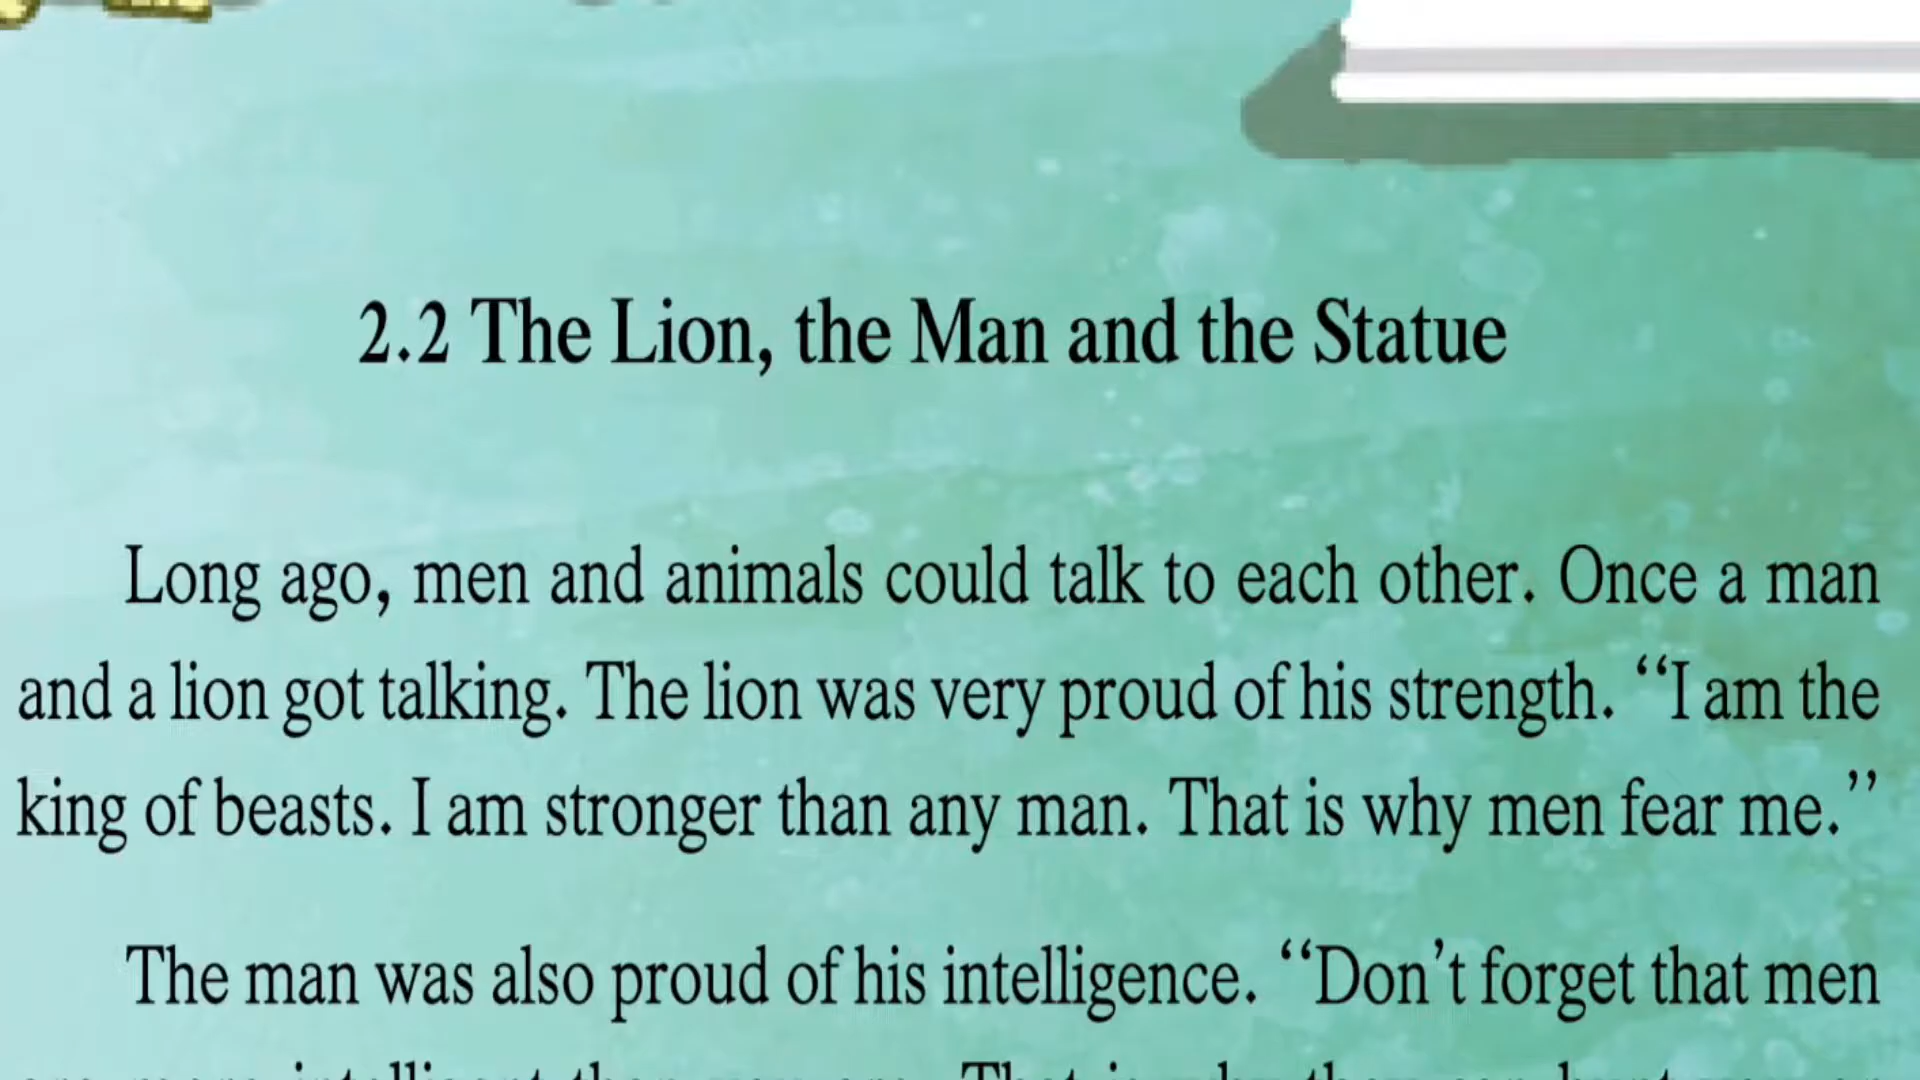 2.2 The Lion, the Man and the Statue
Long ago, men and animals could talk to each other. Once a man
and a lion got talking. The lion was very proud of his strength. “I am the
king of beasts. I am stronger than any man. That is why men fear me.”
The man was also proud of his intelligence. “Don’t forget that men